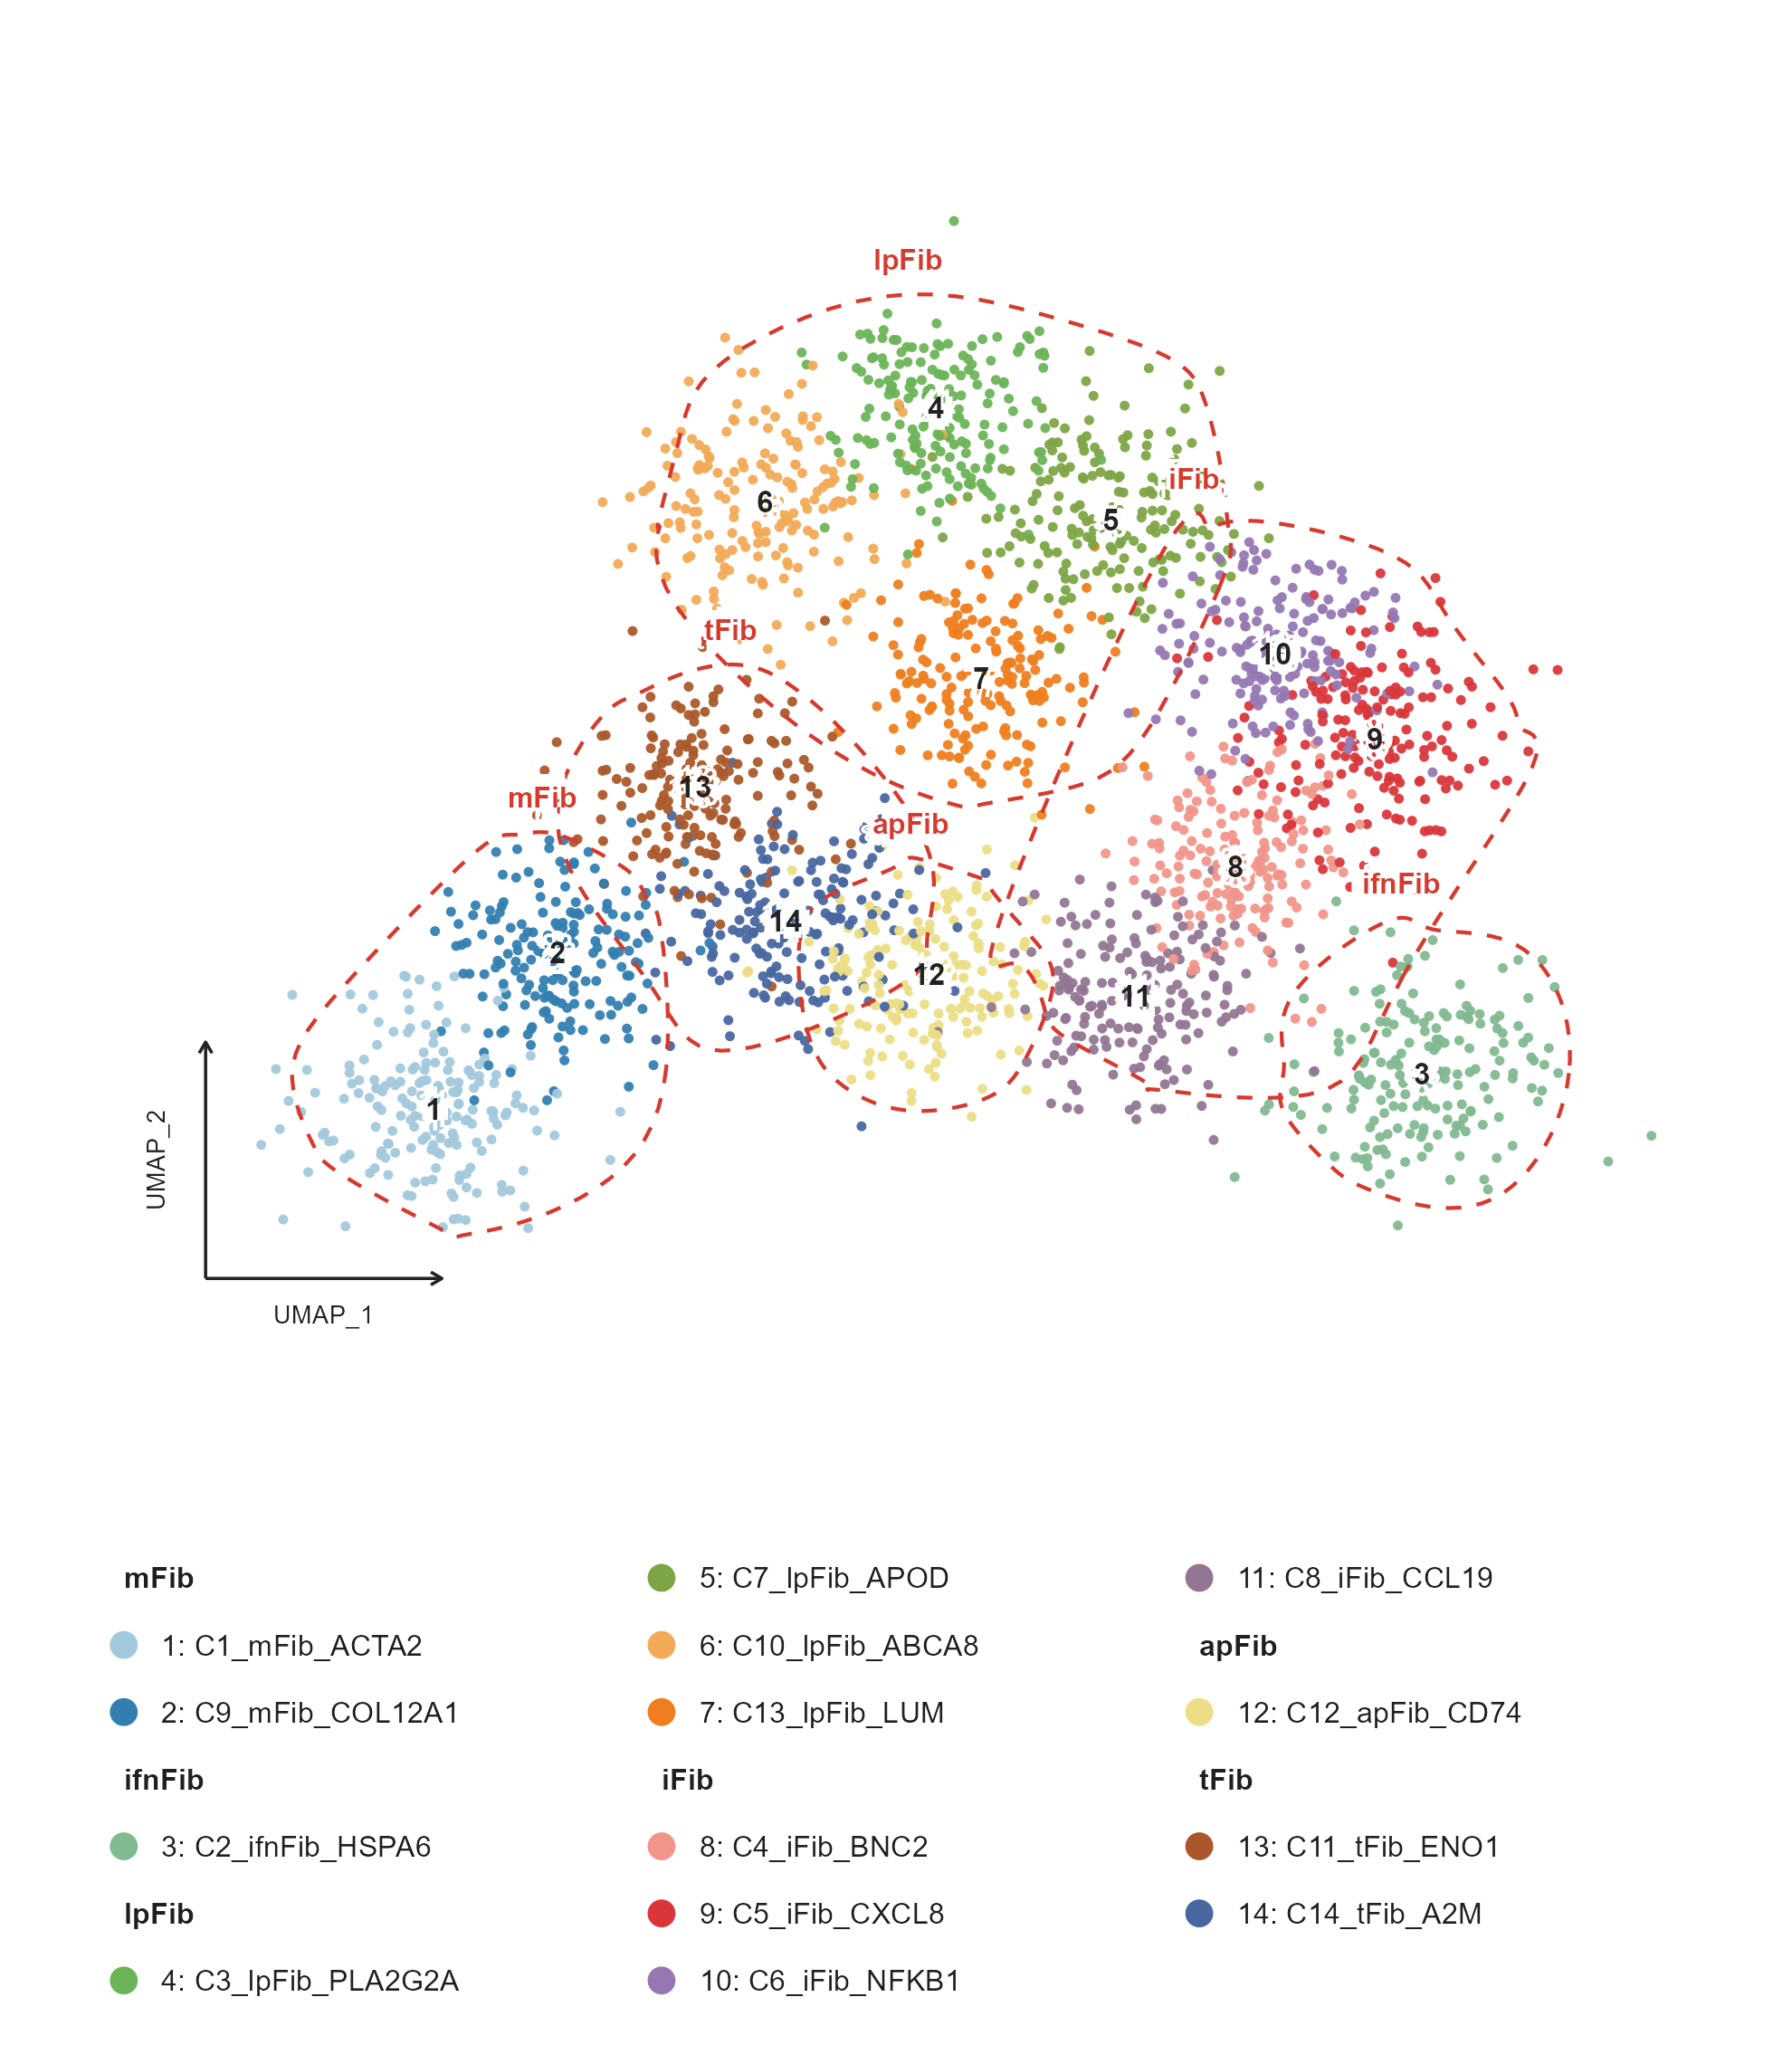 lpFib
4
iFib
6
5
tFib
10
7
9
13
mFib
apFib
8
ifnFib
14
2
12
11
3
1
UMAP_2
UMAP_1
mFib
1: C1_mFib_ACTA2
2: C9_mFib_COL12A1
ifnFib
3: C2_ifnFib_HSPA6
lpFib
4: C3_lpFib_PLA2G2A
5: C7_lpFib_APOD
6: C10_lpFib_ABCA8
7: C13_lpFib_LUM
iFib
8: C4_iFib_BNC2
9: C5_iFib_CXCL8
10: C6_iFib_NFKB1
11: C8_iFib_CCL19
apFib
12: C12_apFib_CD74
tFib
13: C11_tFib_ENO1
14: C14_tFib_A2M